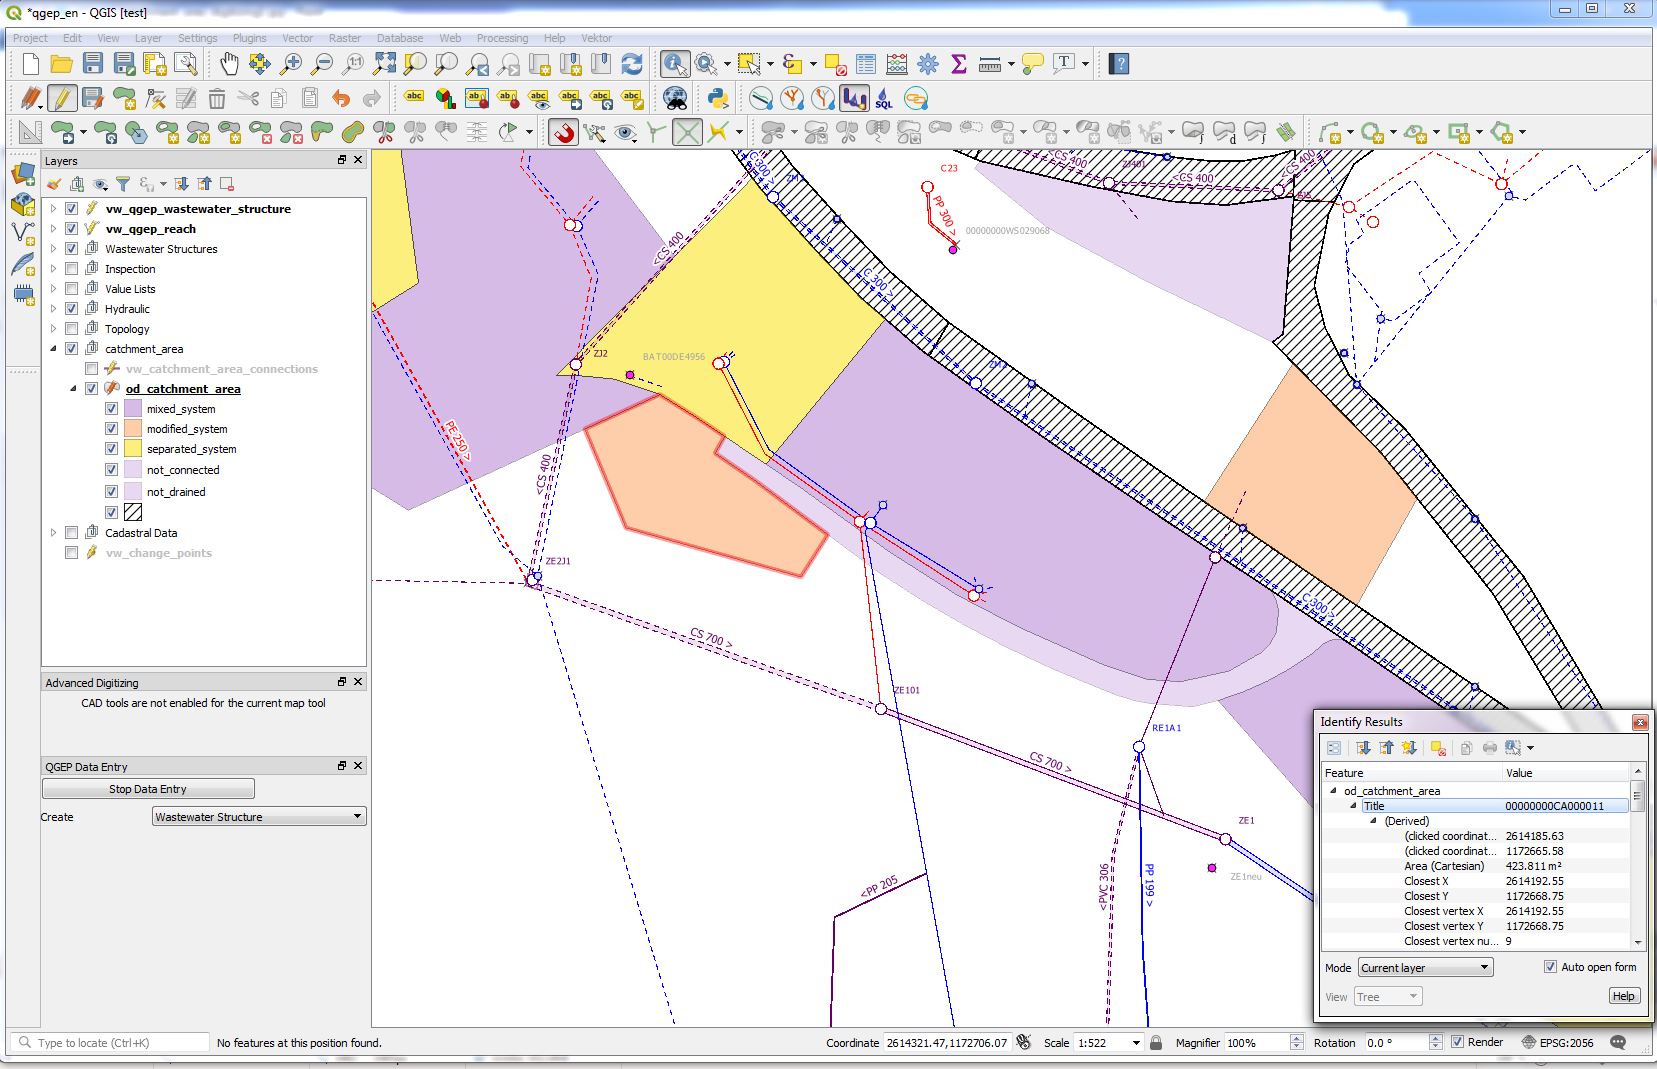 *qgep_en - QGIS [test]
Project Edit View Layer Settings Plugins Vector Raster Database Web Processing Help Vektor
Layers
vw_qgep_wastewater_structure
vw_qgep_reach
Wastewater Structures
Inspection
Value Lists
Hydraulic
Topology
catchment_area
vw_catchment_area_connections
od_catchment_area
mixed_system
modified_system
separated_system
not_connected
not_drained
Cadastral Data
vw_change_points
Advanced Digitizing
CAD tools are not enabled for the current map tool
QGEP Data Entry
Stop Data Entry
Create Wastewater Structure
C 300 >
<CS 400
<CS 400
<CS 400
C 23
PP 300 >
00000000WS029068
<CS 400
C 300 >
ZJ2
BAT00DE4956
PE 250 >
<CS 400
ZE2J1
CS 700 >
C 300 >
ZE101
RE1A1
CS 700 >
ZE1
ZE1neu
<PP 205
<PVC 306
PP 199 >
Identify Results
Feature Value
od_catchment_area
Title 00000000CA000011
(Derived)
(clicked coordinat... 2614185.63
(clicked coordinat... 1172665.58
Area (Cartesian) 423.811 m²
Closest X 2614192.55
Closest Y 1172668.75
Closest vertex X 2614192.55
Closest vertex Y 1172668.75
Closest vertex nu... 9
Mode Current layer Auto open form
View Tree Help
Type to locate (Ctrl+K) No features at this position found. Coordinate 2614321.47,1172706.07 Scale 1:522 Magnifier 100% Rotation 0.0 ° Render EPSG:2056